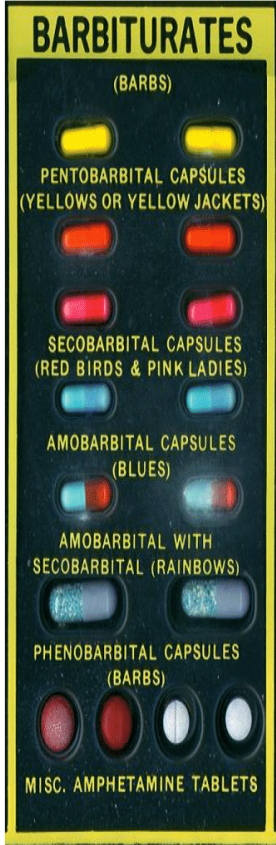 BARBITURATES
(BARBS)
PENTOBARBITAL CAPSULES
(YELLOWS OR YELLOW JACKETS)
SECOBARBITAL CAPSULES
(RED BIRDS & PINK LADIES)
AMOBARBITAL CAPSULES
(BLUES)
AMOBARBITAL WITH
SECOBARBITAL (RAINBOWS)
PHENOBARBITAL CAPSULES
(BARBS)
MISC. AMPHETAMINE TABLETS